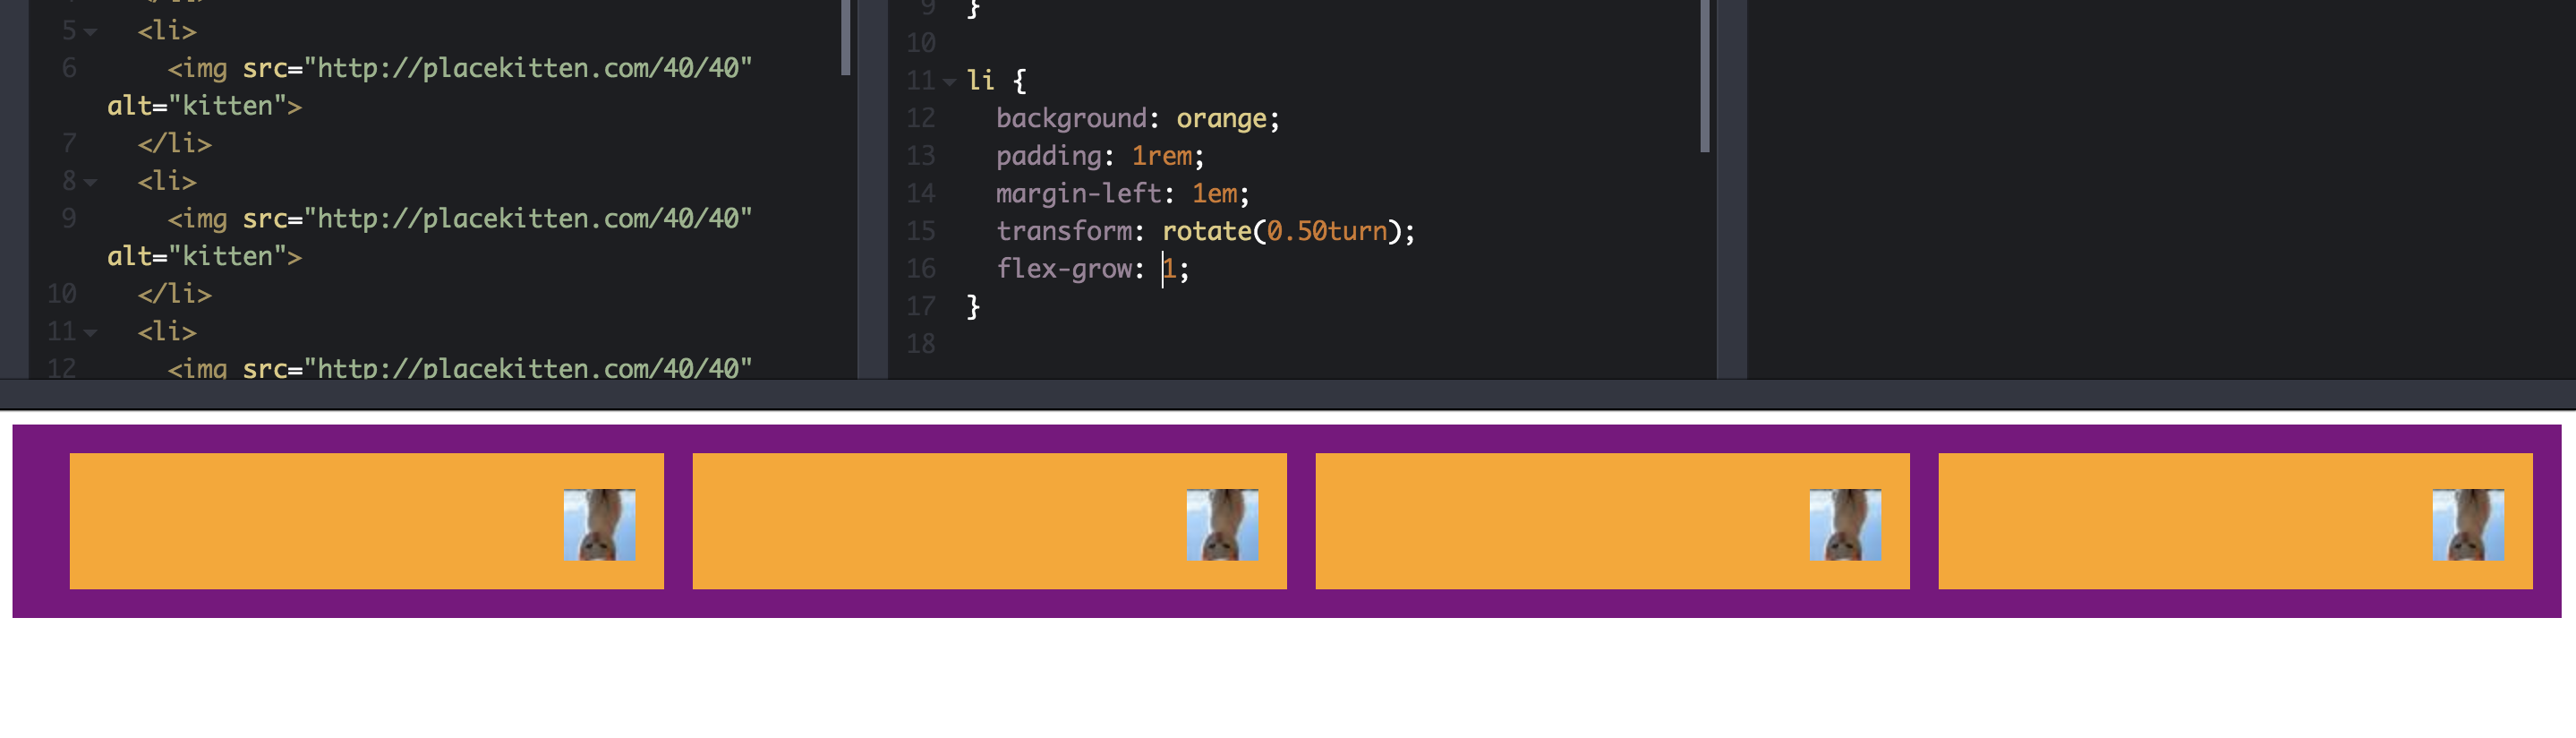 5 <li>
6 <img src="http://placekitten.com/40/40"
alt="kitten">
7 </li>
8 <li>
9 <img src="http://placekitten.com/40/40"
alt="kitten">
10 </li>
11 <li>
12 <img src="http://placekitten.com/40/40"
9 }
10
11 li {
12 background: orange;
13 padding: 1rem;
14 margin-left: 1em;
15 transform: rotate(0.50turn);
16 flex-grow: 1;
17 }
18